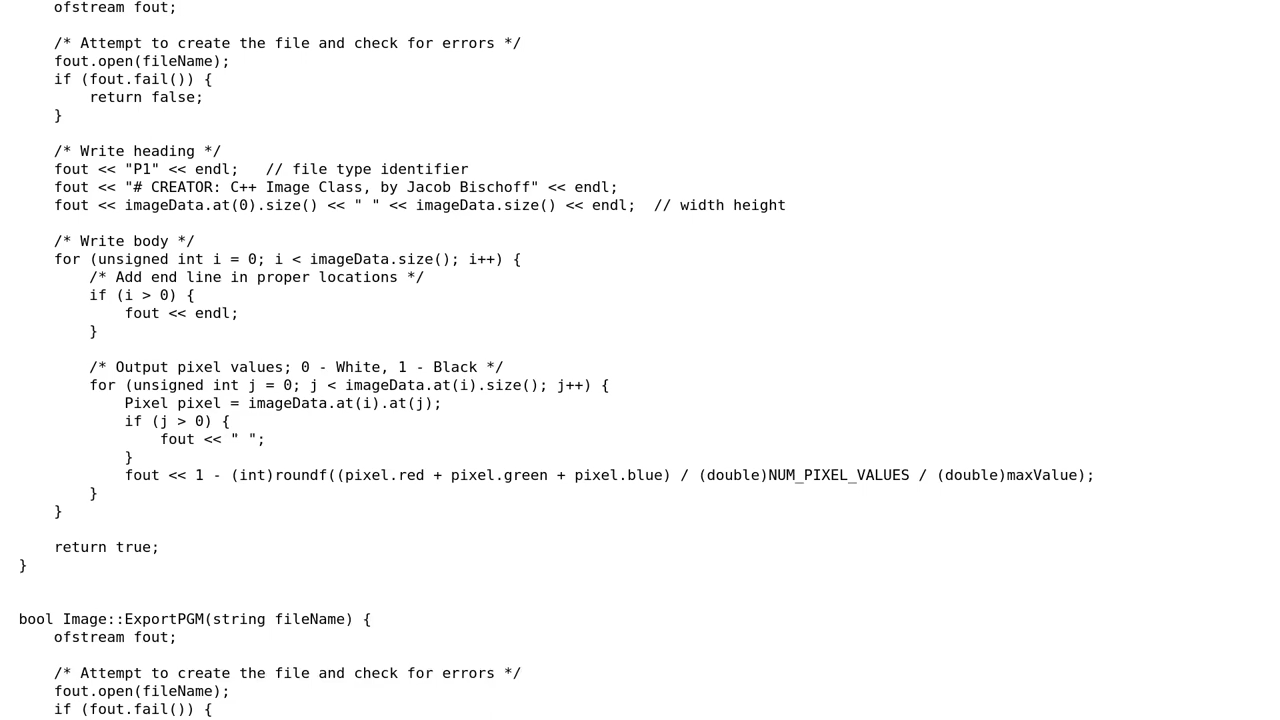 ofstream fout;

    /* Attempt to create the file and check for errors */
    fout.open(fileName);
    if (fout.fail()) {
        return false;
    }

    /* Write heading */
    fout << "P1" << endl;   // file type identifier
    fout << "# CREATOR: C++ Image Class, by Jacob Bischoff" << endl;
    fout << imageData.at(0).size() << " " << imageData.size() << endl;  // width height

    /* Write body */
    for (unsigned int i = 0; i < imageData.size(); i++) {
        /* Add end line in proper locations */
        if (i > 0) {
            fout << endl;
        }

        /* Output pixel values; 0 - White, 1 - Black */
        for (unsigned int j = 0; j < imageData.at(i).size(); j++) {
            Pixel pixel = imageData.at(i).at(j);
            if (j > 0) {
                fout << " ";
            }
            fout << 1 - (int)roundf((pixel.red + pixel.green + pixel.blue) / (double)NUM_PIXEL_VALUES / (double)maxValue);
        }
    }

    return true;
}


bool Image::ExportPGM(string fileName) {
    ofstream fout;

    /* Attempt to create the file and check for errors */
    fout.open(fileName);
    if (fout.fail()) {